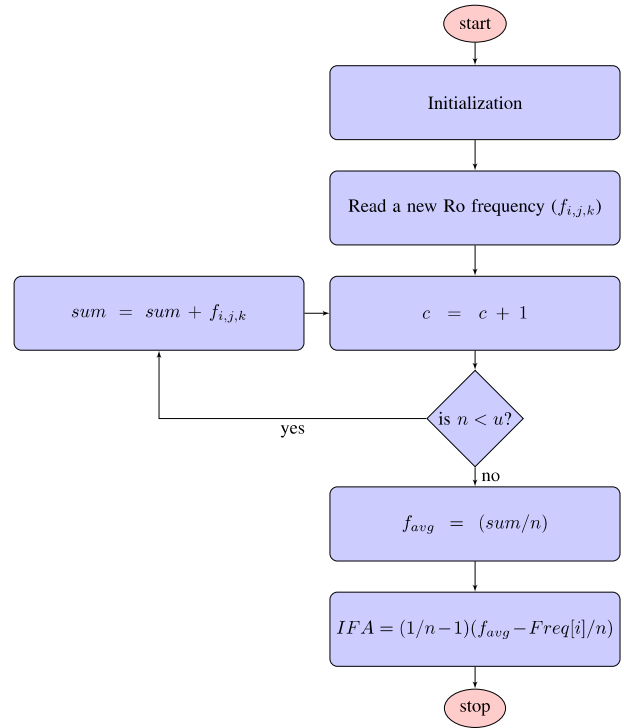 start
Initialization
Read a new Ro frequency (f_{i,j,k})
sum = sum + f_{i,j,k}
c = c + 1
is n < u?
yes
no
f_{avg} = (sum/n)
IFA = (1/n−1)(f_{avg}−Freq[i]/n)
stop